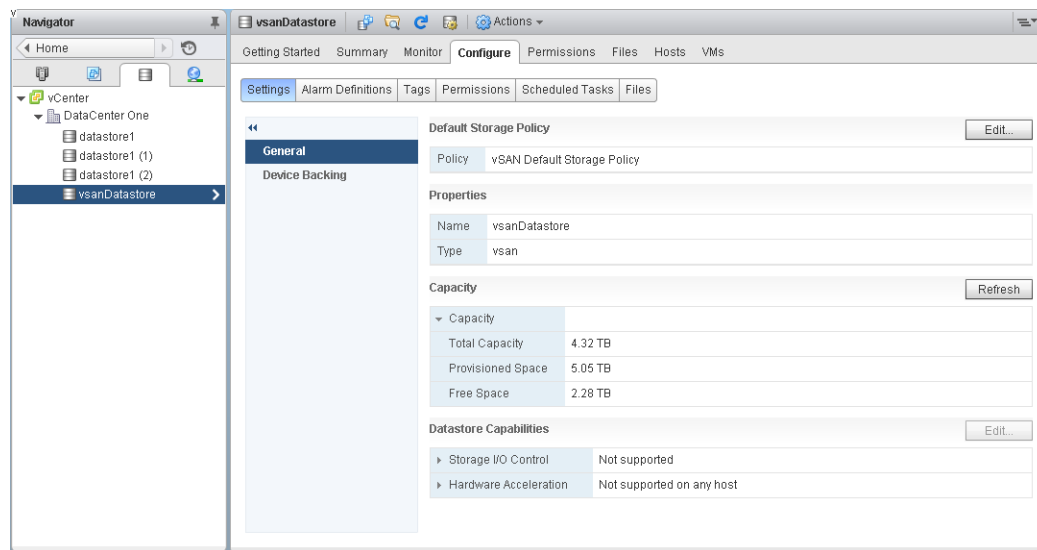 v
Navigator
Home
vCenter
DataCenter One
datastore1
datastore1 (1)
datastore1 (2)
vsanDatastore
vsanDatastore Actions
Getting Started Summary Monitor Configure Permissions Files Hosts VMs
Settings Alarm Definitions Tags Permissions Scheduled Tasks Files
General
Device Backing
Default Storage Policy Edit...
Policy vSAN Default Storage Policy
Properties
Name vsanDatastore
Type vsan
Capacity Refresh
Capacity
Total Capacity 4.32 TB
Provisioned Space 5.05 TB
Free Space 2.28 TB
Datastore Capabilities Edit...
Storage I/O Control Not supported
Hardware Acceleration Not supported on any host